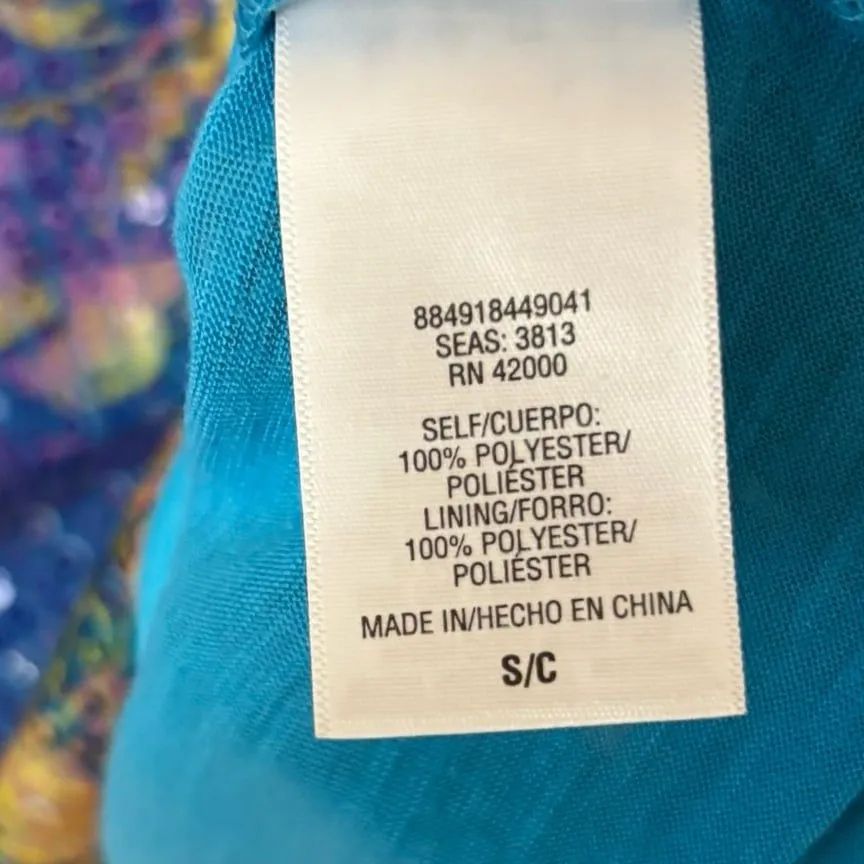 884918449041
SEAS: 3813
RN 42000
SELF/CUERPO:
100% POLYESTER/
POLIÉSTER
LINING/FORRO:
100% POLYESTER/
POLIÉSTER
MADE IN/HECHO EN CHINA
S/C